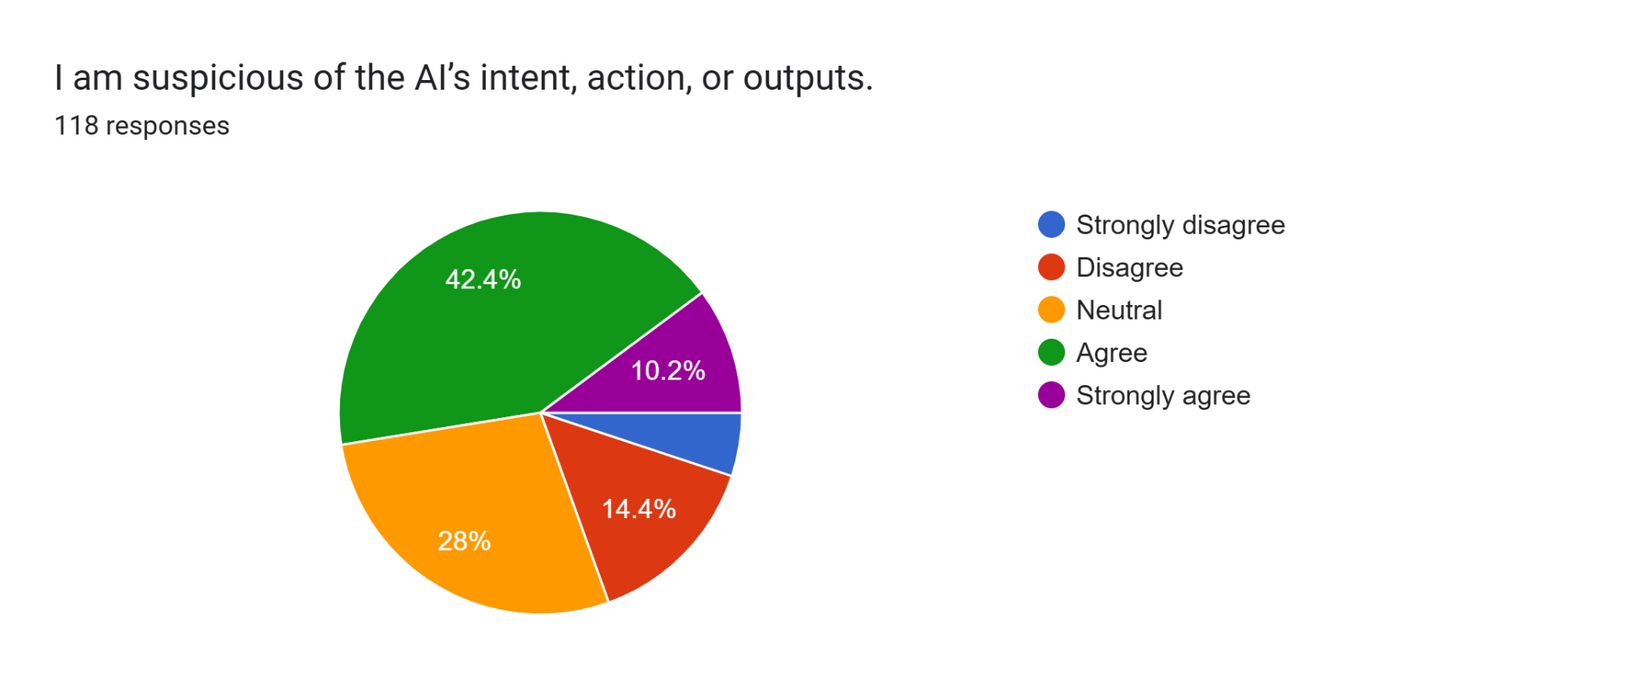 I am suspicious of the AI’s intent, action, or outputs.
118 responses
42.4%
10.2%
14.4%
28%
Strongly disagree
Disagree
Neutral
Agree
Strongly agree